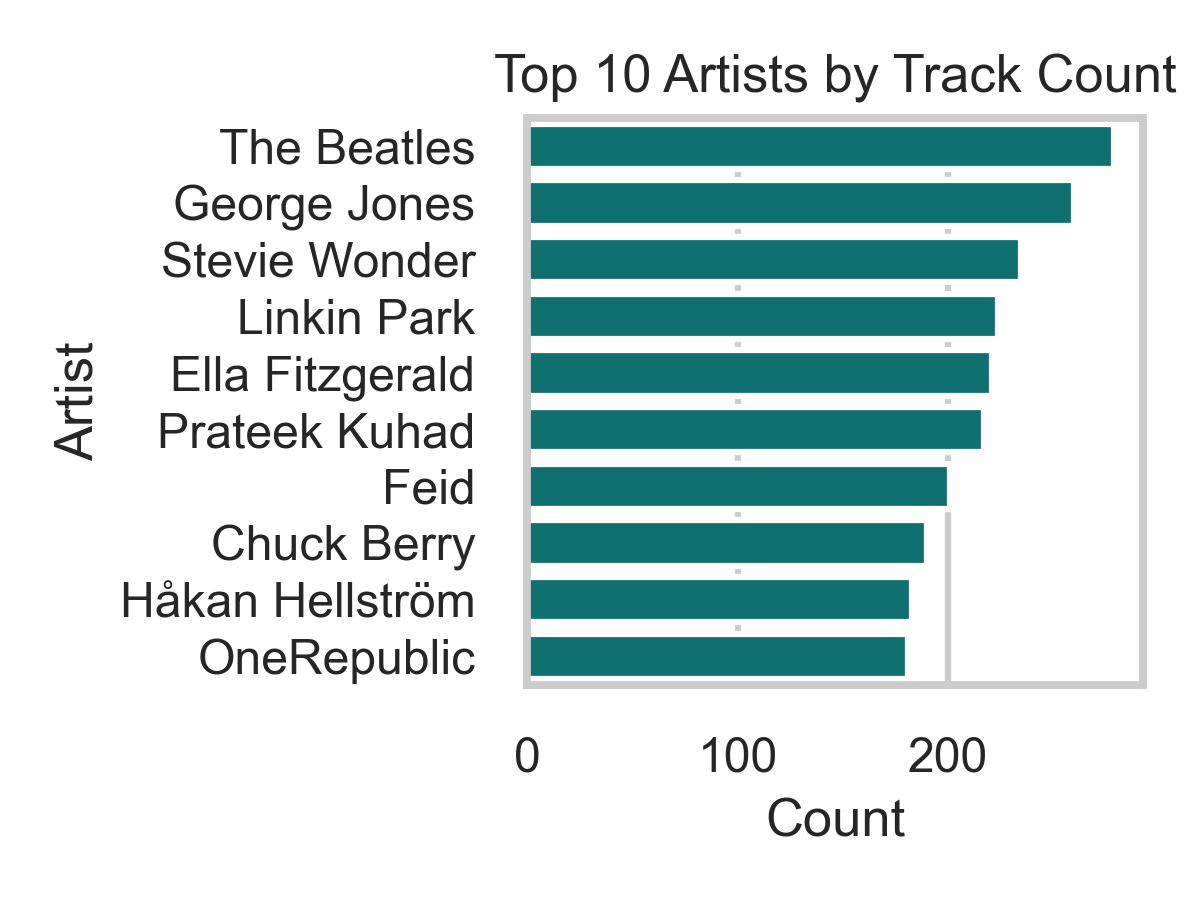 Top 10 Artists by Track Count
The Beatles
George Jones
Stevie Wonder
Linkin Park
Ella Fitzgerald
Prateek Kuhad
Feid
Chuck Berry
Håkan Hellström
OneRepublic
Artist
0 100 200
Count